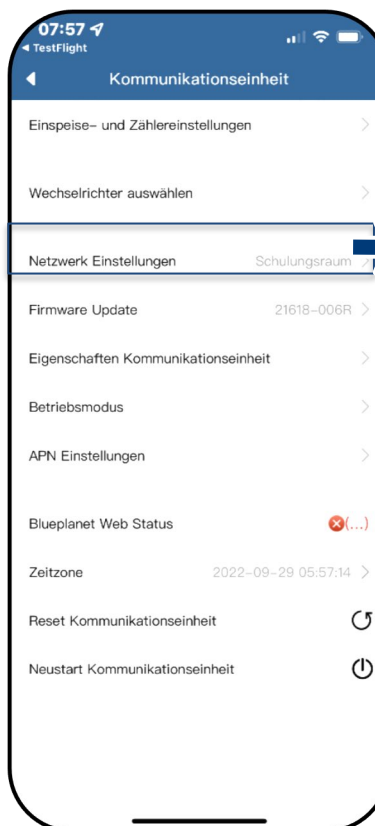 07:57
TestFlight
Kommunikationseinheit
Einspeise- und Zählereinstellungen
Wechselrichter auswählen
Netzwerk Einstellungen Schulungsraum
Firmware Update 21618-006R
Eigenschaften Kommunikationseinheit
Betriebsmodus
APN Einstellungen
Blueplanet Web Status (...)
Zeitzone 2022-09-29 05:57:14
Reset Kommunikationseinheit
Neustart Kommunikationseinheit